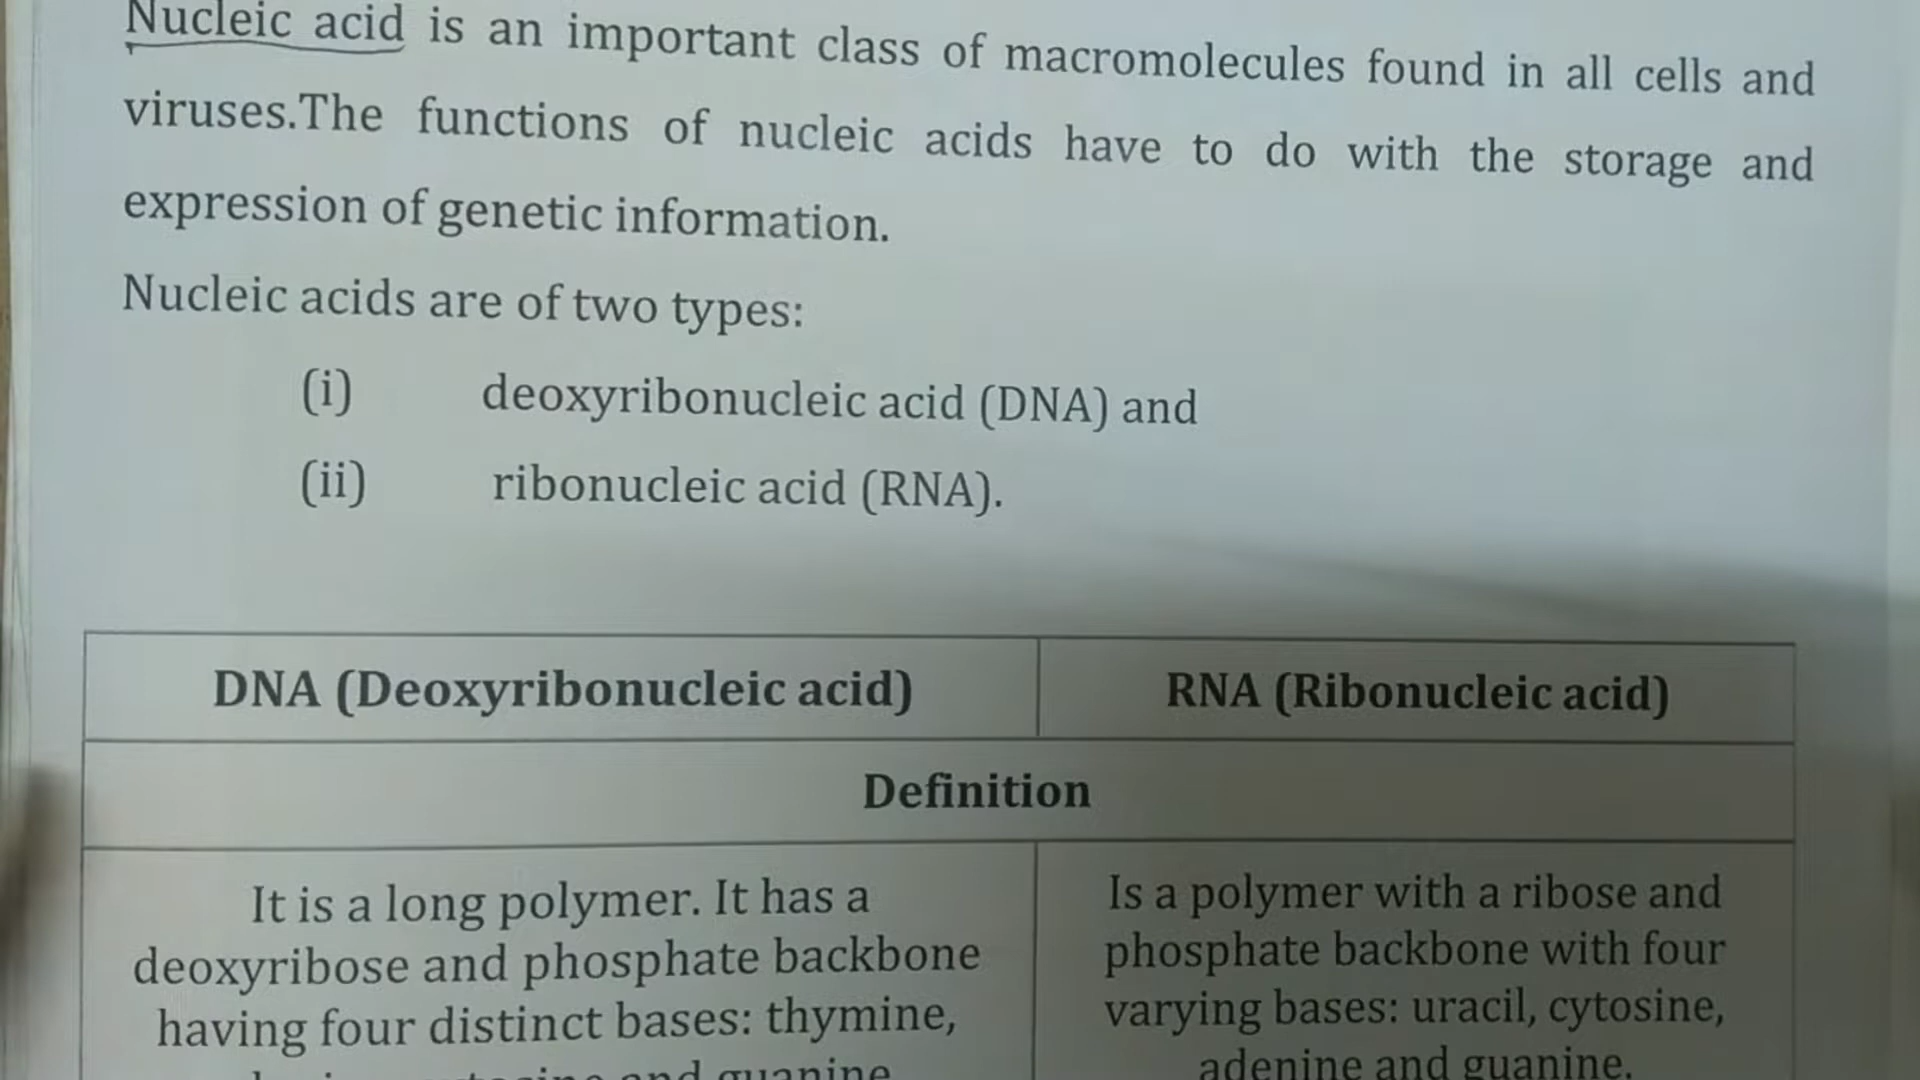 Nucleic acid is an important class of macromolecules found in all cells and
viruses.The functions of nucleic acids have to do with the storage and
expression of genetic information.
Nucleic acids are of two types:
(i) deoxyribonucleic acid (DNA) and
(ii) ribonucleic acid (RNA).
DNA (Deoxyribonucleic acid)
RNA (Ribonucleic acid)
Definition
It is a long polymer. It has a
deoxyribose and phosphate backbone
having four distinct bases: thymine,
and guanine
Is a polymer with a ribose and
phosphate backbone with four
varying bases: uracil, cytosine,
adenine and guanine.